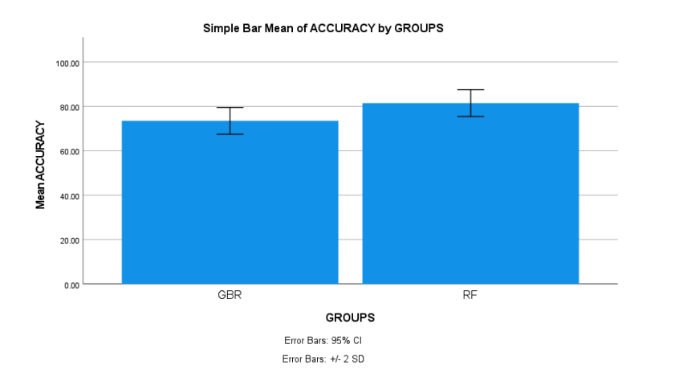 Simple Bar Mean of ACCURACY by GROUPS
Mean ACCURACY
100.00
80.00
60.00
40.00
20.00
0.00
GBR
RF
GROUPS
Error Bars: 95% CI
Error Bars: +/- 2 SD